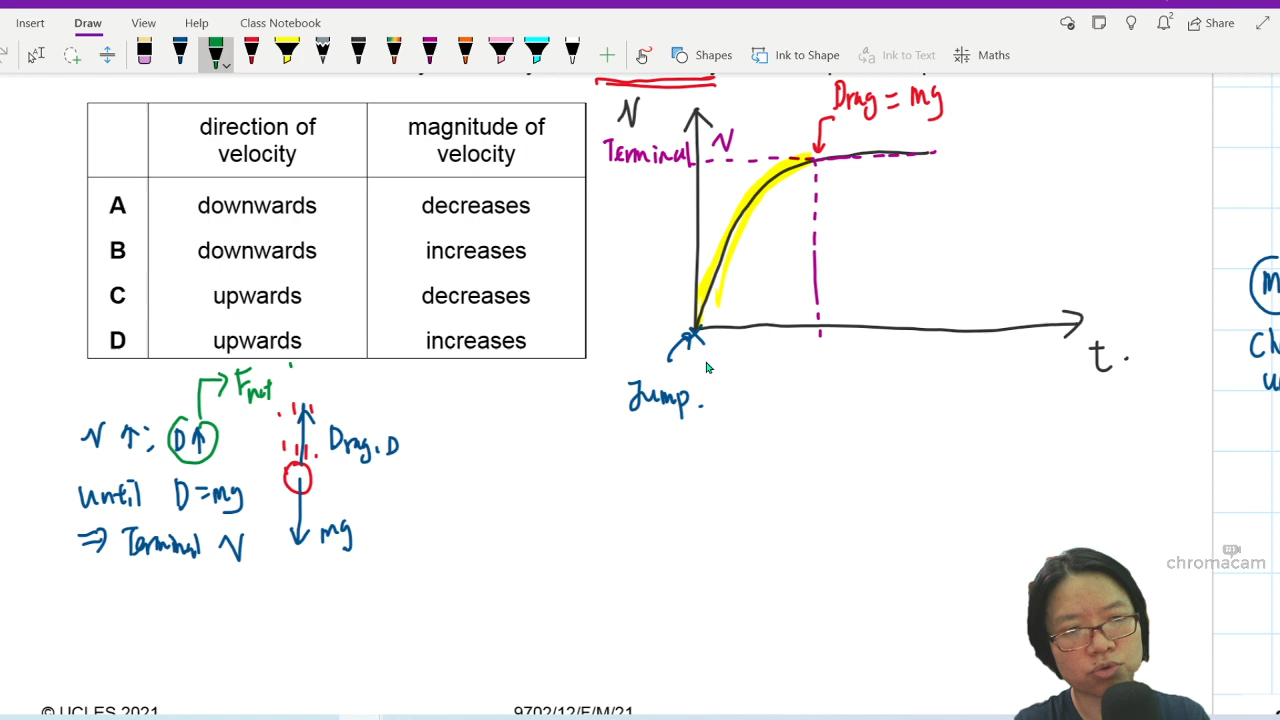 Insert Draw View Help Class Notebook
Share
Shapes Ink to Shape Ink to Text Maths
direction of velocity magnitude of velocity
A downwards decreases
B downwards increases
C upwards decreases
D upwards increases
V
Terminal V
Drag = mg
t.
Jump.
Fnet
V ↑; D↑
until D = mg
⇒ Terminal V
Drag, D
mg
chromacam
© UCLES 2021 9702/12/F/M/21